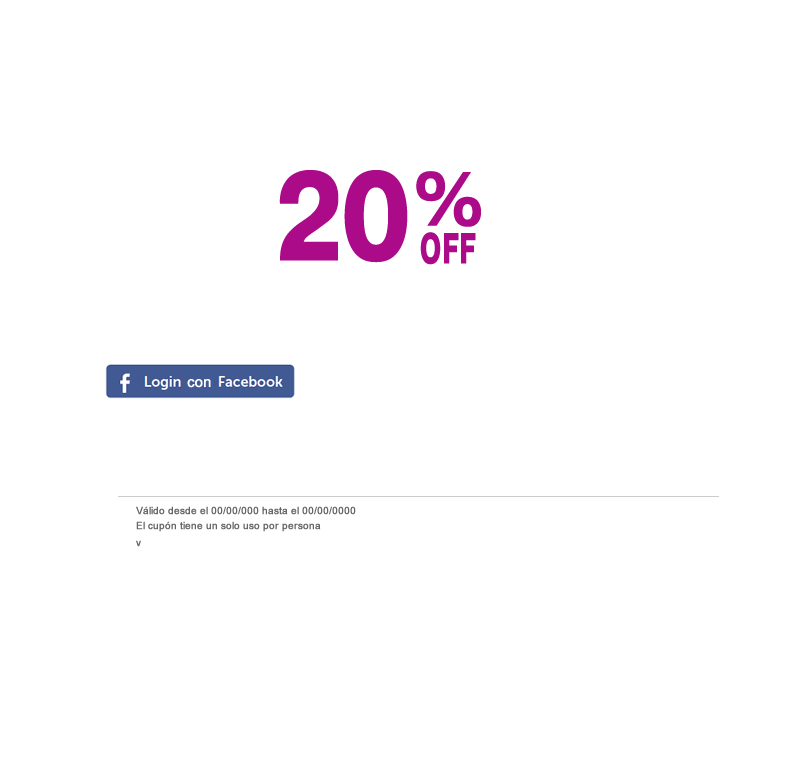 20%
OFF
f Login con Facebook
Válido desde el 00/00/000 hasta el 00/00/0000
El cupón tiene un solo uso por persona
v